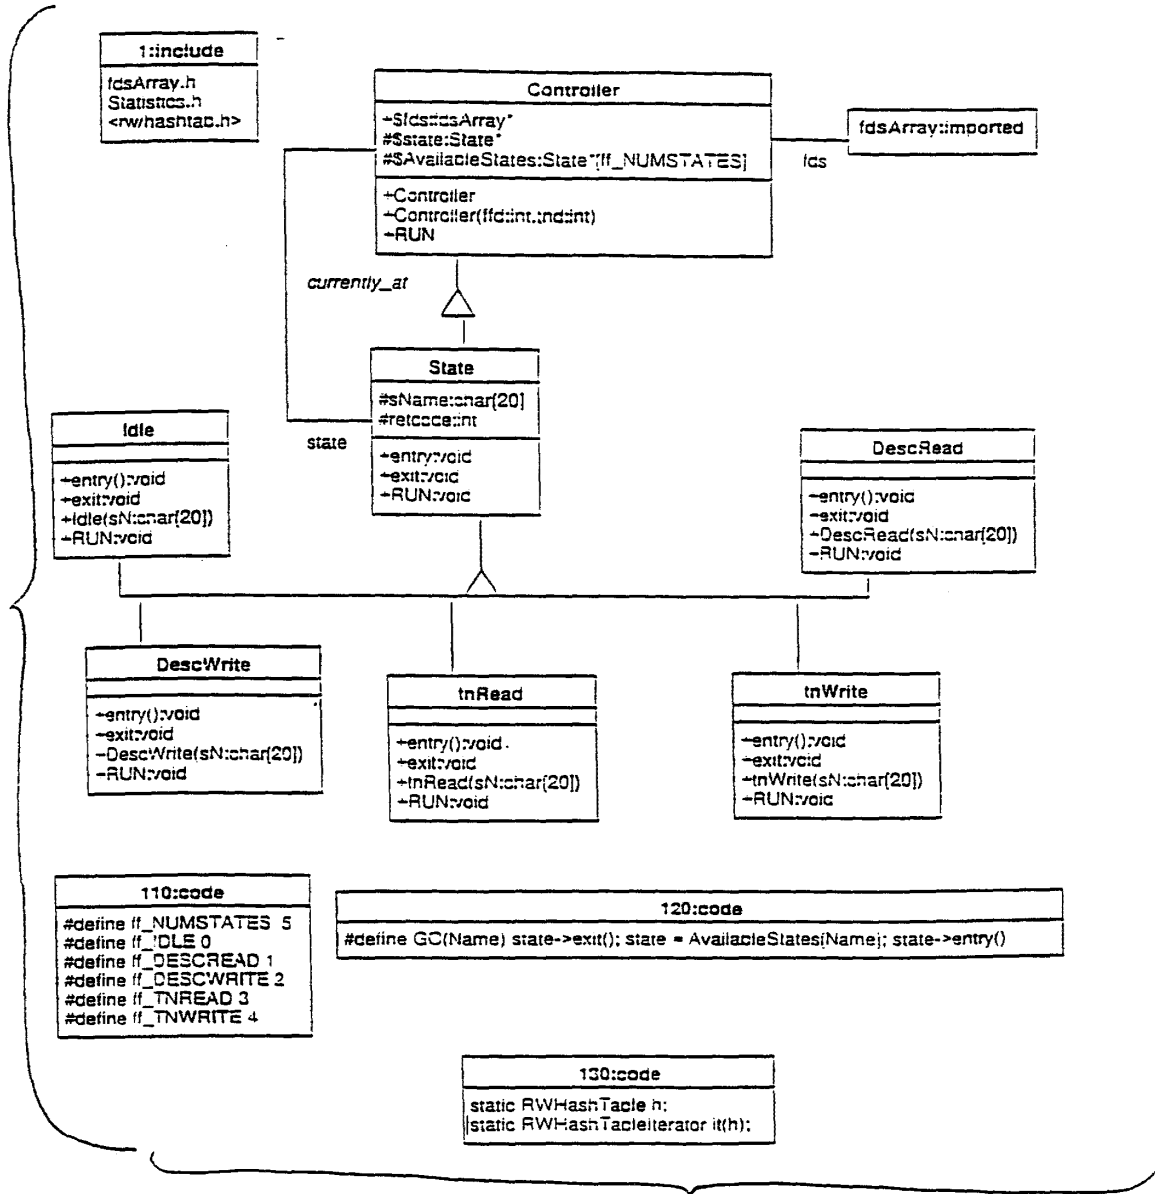 1:include
fdsArray.h
Statistics.h
<rw/hashtab.h>
Controller
+$fds:fdsArray*
#$state:State*
#$AvailableStates:State*[ff_NUMSTATES]
+Controller
+Controller(ffd:int,tnd:int)
+RUN
fdsArray::imported
fds
currently_at
State
#sName:char[20]
#retcode:int
+entry:void
+exit:void
+RUN:void
state
Idle
+entry():void
+exit:void
+Idle(sN:char[20])
+RUN:void
DescRead
+entry():void
+exit:void
+DescRead(sN:char[20])
+RUN:void
DescWrite
+entry():void
+exit:void
+DescWrite(sN:char[20])
+RUN:void
tnRead
+entry():void
+exit:void
+tnRead(sN:char[20])
+RUN:void
tnWrite
+entry():void
+exit:void
+tnWrite(sN:char[20])
+RUN:void
110:code
#define ff_NUMSTATES 5
#define ff_IDLE 0
#define ff_DESCREAD 1
#define ff_DESCWRITE 2
#define ff_TNREAD 3
#define ff_TNWRITE 4
120:code
#define GO(Name) state->exit(); state = AvailableStates[Name]; state->entry()
130:code
static RWHashTable h;
static RWHashTableIterator it(h);